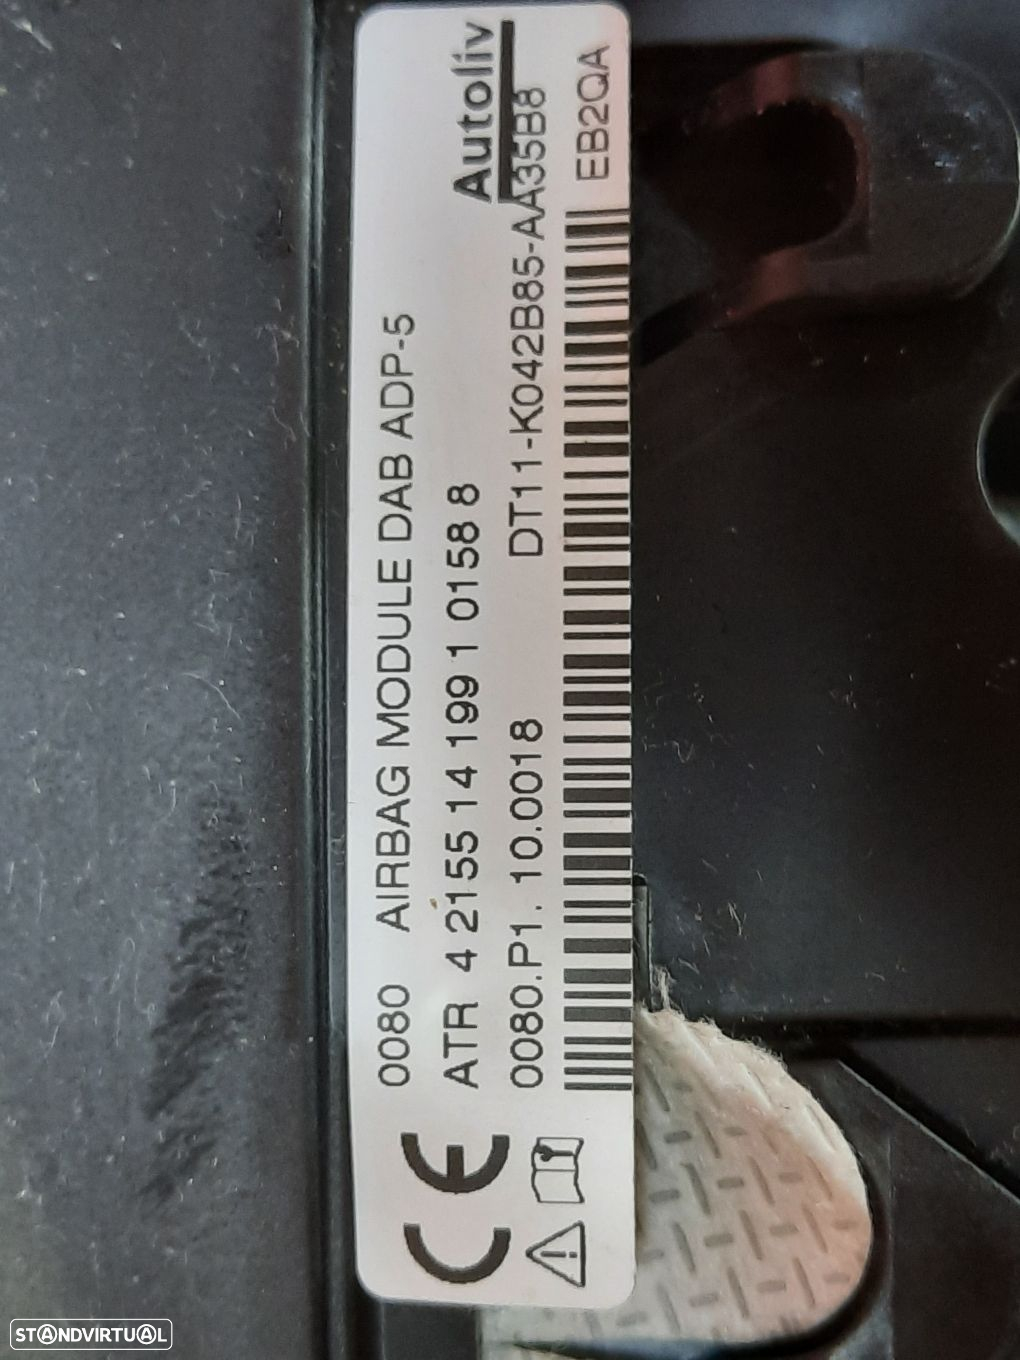 0080 AIRBAG MODULE DAB ADP-5
Autoliv
ATR 4 2155 14 199 1 0158 8
0080.P1. 10.0018 DT11-K042B85-AA35B8
EB2QA
CE
STANDVIRTUAL